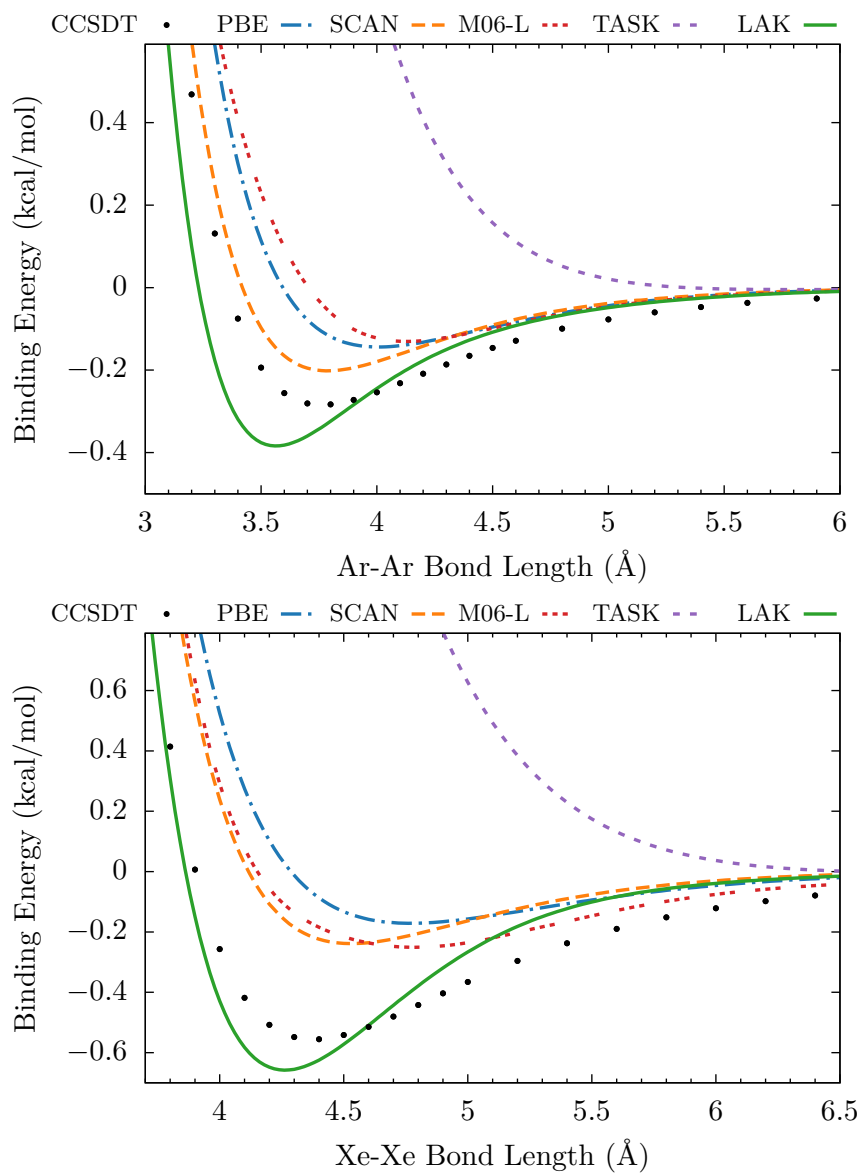 CCSDT PBE SCAN M06-L TASK LAK
0.4
0.2
0
−0.2
−0.4
Binding Energy (kcal/mol)
3 3.5 4 4.5 5 5.5 6
Ar-Ar Bond Length (Å)
CCSDT PBE SCAN M06-L TASK LAK
0.6
0.4
0.2
0
−0.2
−0.4
−0.6
Binding Energy (kcal/mol)
4 4.5 5 5.5 6 6.5
Xe-Xe Bond Length (Å)